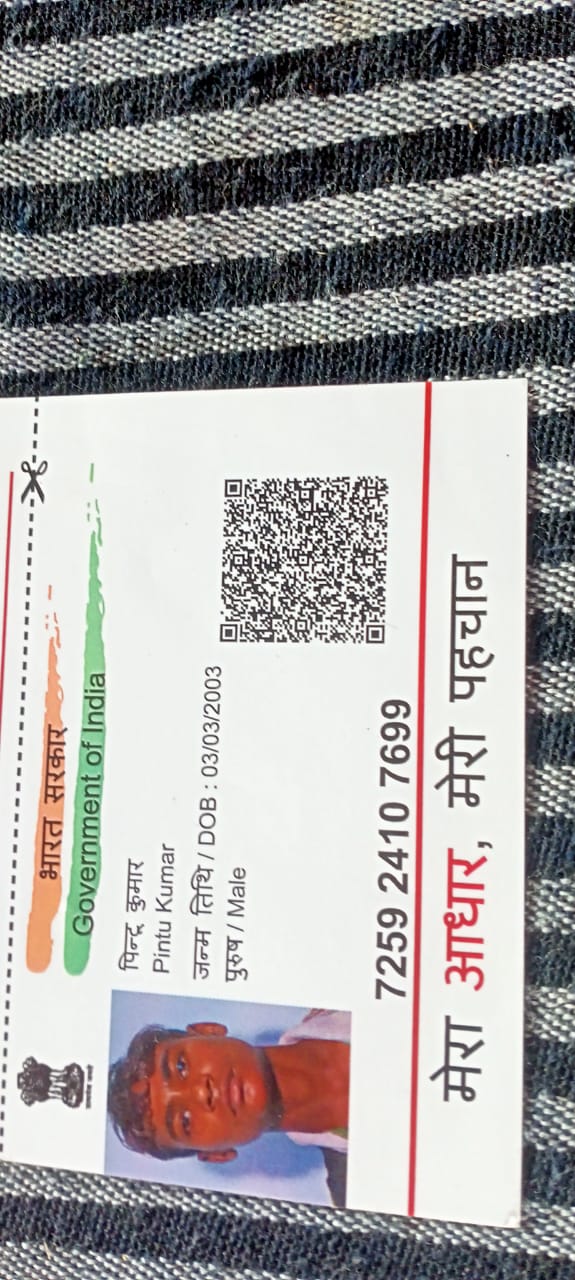 भारत सरकार
Government of India
पिन्टू कुमार
Pintu Kumar
जन्म तिथि / DOB : 03/03/2003
पुरुष / Male
7259 2410 7699
मेरा आधार, मेरी पहचान